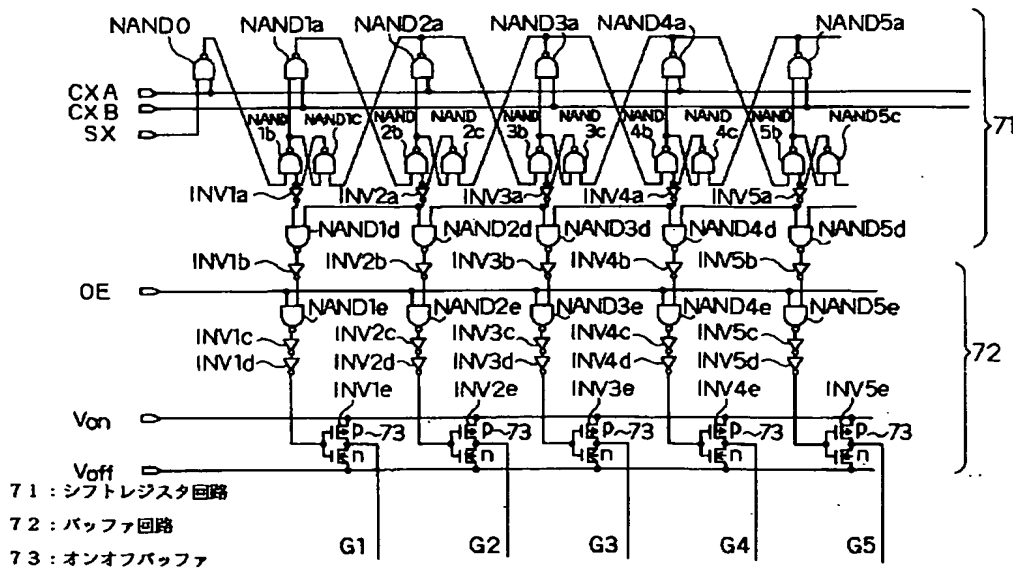 NAND0 NAND1a NAND2a NAND3a NAND4a NAND5a
CXA
CXB
SX
NAND 1b NAND1c NAND 2b NAND 2c NAND 3b NAND 3c NAND 4b NAND 4c NAND 5b NAND5c
71
INV1a INV2a INV3a INV4a INV5a
NAND1d NAND2d NAND3d NAND4d NAND5d
INV1b INV2b INV3b INV4b INV5b
OE
NAND1e NAND2e NAND3e NAND4e NAND5e
INV1c INV2c INV3c INV4c INV5c
72
INV1d INV2d INV3d INV4d INV5d
INV1e INV2e INV3e INV4e INV5e
Von
P 73 P 73 P 73 P 73 P 73
n n n n n
Voff
71:シフトレジスタ回路
72:バッファ回路
73:オンオフバッファ
G1 G2 G3 G4 G5